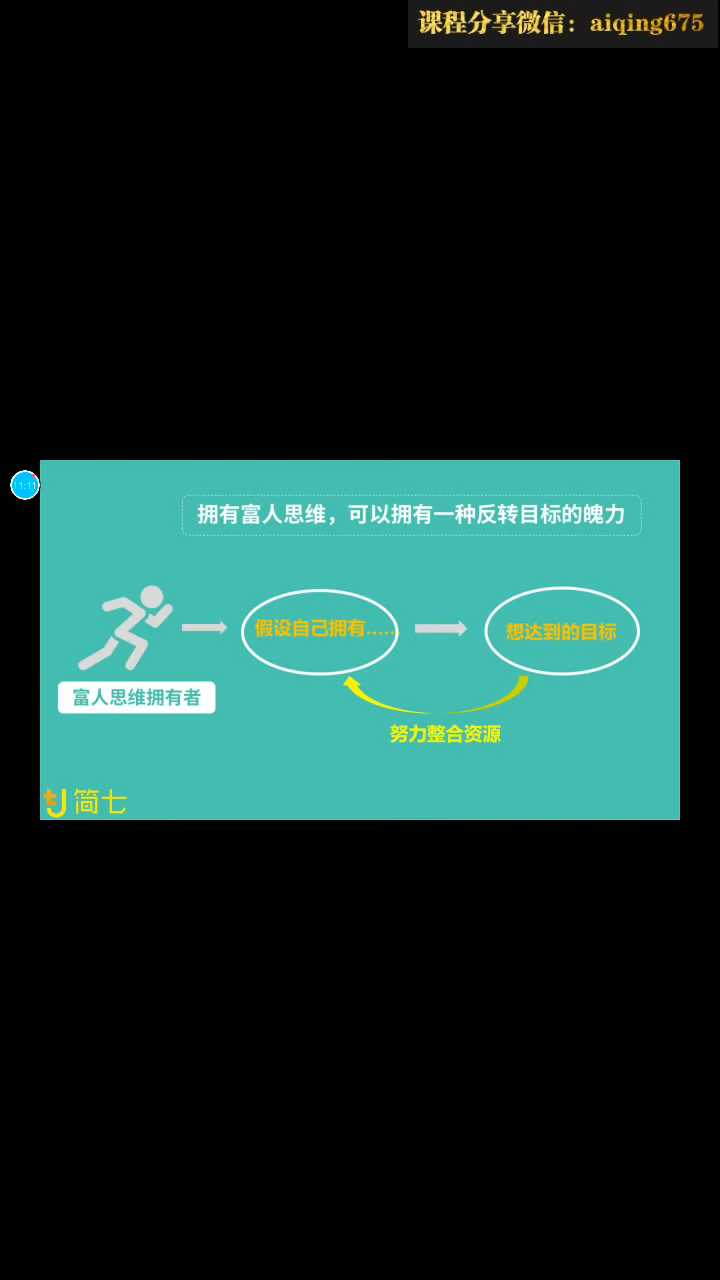 课程分享微信：aiqing675
11:11
拥有富人思维，可以拥有一种反转目标的魄力
假设自己拥有......
想达到的目标
富人思维拥有者
努力整合资源
简七